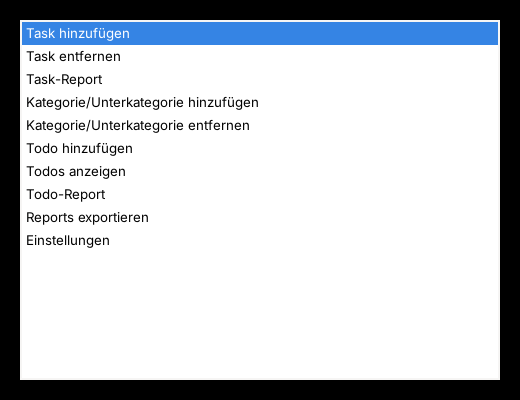 Task hinzufügen
Task entfernen
Task-Report
Kategorie/Unterkategorie hinzufügen
Kategorie/Unterkategorie entfernen
Todo hinzufügen
Todos anzeigen
Todo-Report
Reports exportieren
Einstellungen